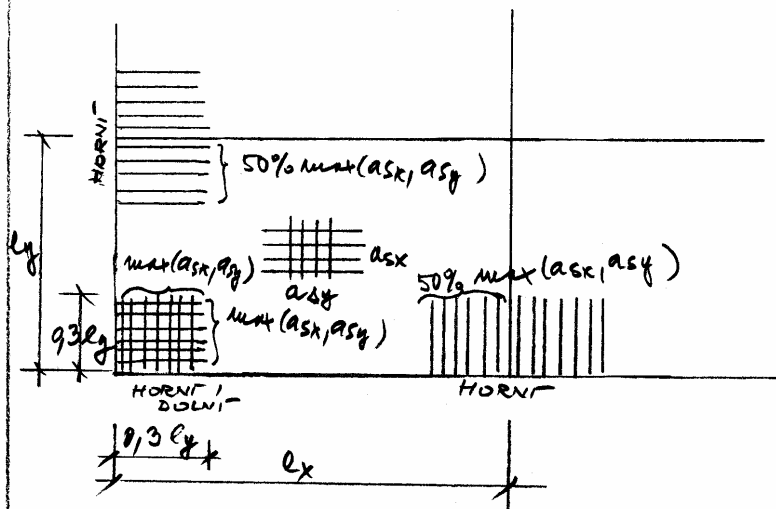 HORNÍ
50% max(asx, asy)
ly
max(asx, asy)
asx
asy
50% max(asx, asy)
0,3 ly
max(asx, asy)
HORNÍ I
DOLNÍ
HORNÍ
0,3 ly
lx